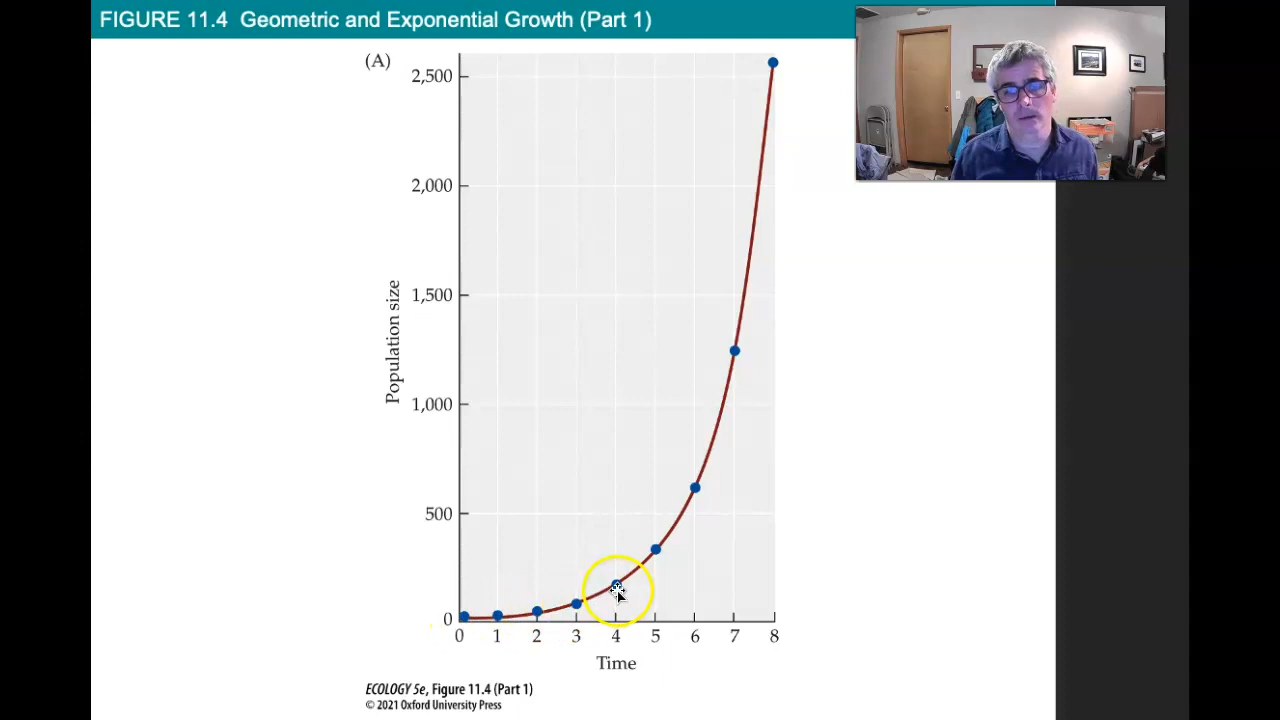 FIGURE 11.4 Geometric and Exponential Growth (Part 1)
(A)
2,500
2,000
1,500
1,000
500
0
Population size
0 1 2 3 4 5 6 7 8
Time
ECOLOGY 5e, Figure 11.4 (Part 1)
© 2021 Oxford University Press